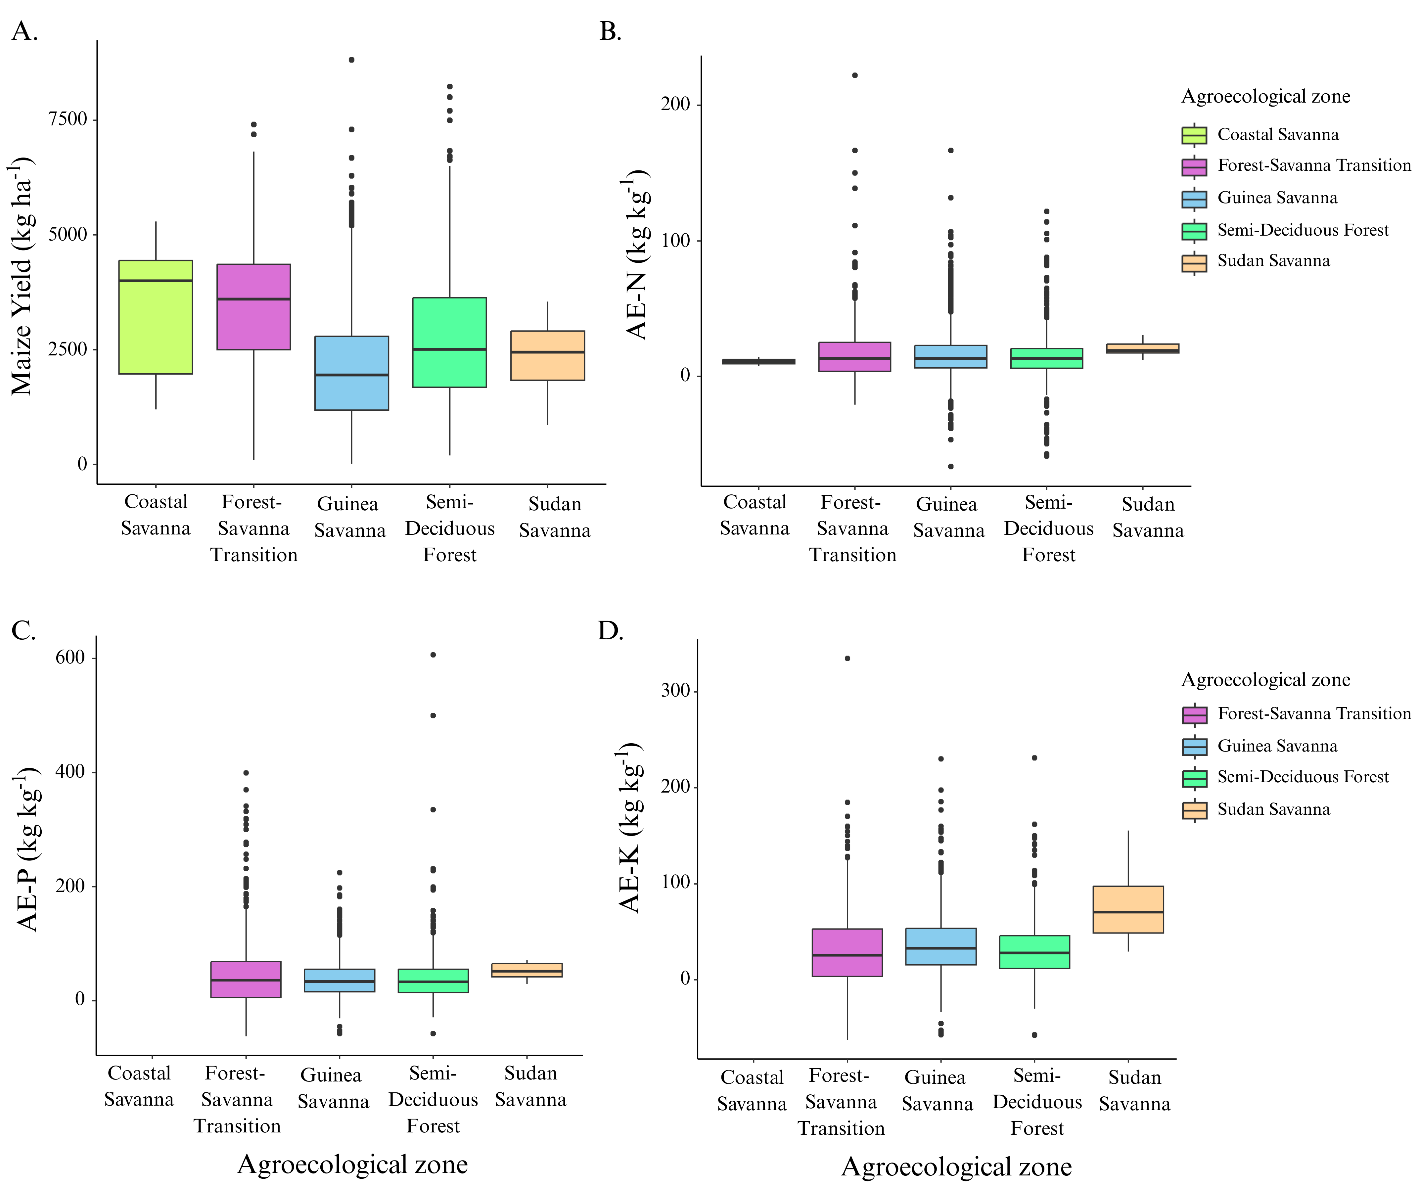 A.
Maize Yield (kg ha-1)
7500
5000
2500
0
Coastal
Savanna
Forest-
Savanna
Transition
Guinea
Savanna
Semi-
Deciduous
Forest
Sudan
Savanna
B.
AE-N (kg kg-1)
200
100
0
Coastal
Savanna
Forest-
Savanna
Transition
Guinea
Savanna
Semi-
Deciduous
Forest
Sudan
Savanna
Agroecological zone
Coastal Savanna
Forest-Savanna Transition
Guinea Savanna
Semi-Deciduous Forest
Sudan Savanna
C.
AE-P (kg kg-1)
600
400
200
0
Coastal
Savanna
Forest-
Savanna
Transition
Guinea
Savanna
Semi-
Deciduous
Forest
Sudan
Savanna
Agroecological zone
D.
AE-K (kg kg-1)
300
200
100
0
Coastal
Savanna
Forest-
Savanna
Transition
Guinea
Savanna
Semi-
Deciduous
Forest
Sudan
Savanna
Agroecological zone
Agroecological zone
Forest-Savanna Transition
Guinea Savanna
Semi-Deciduous Forest
Sudan Savanna